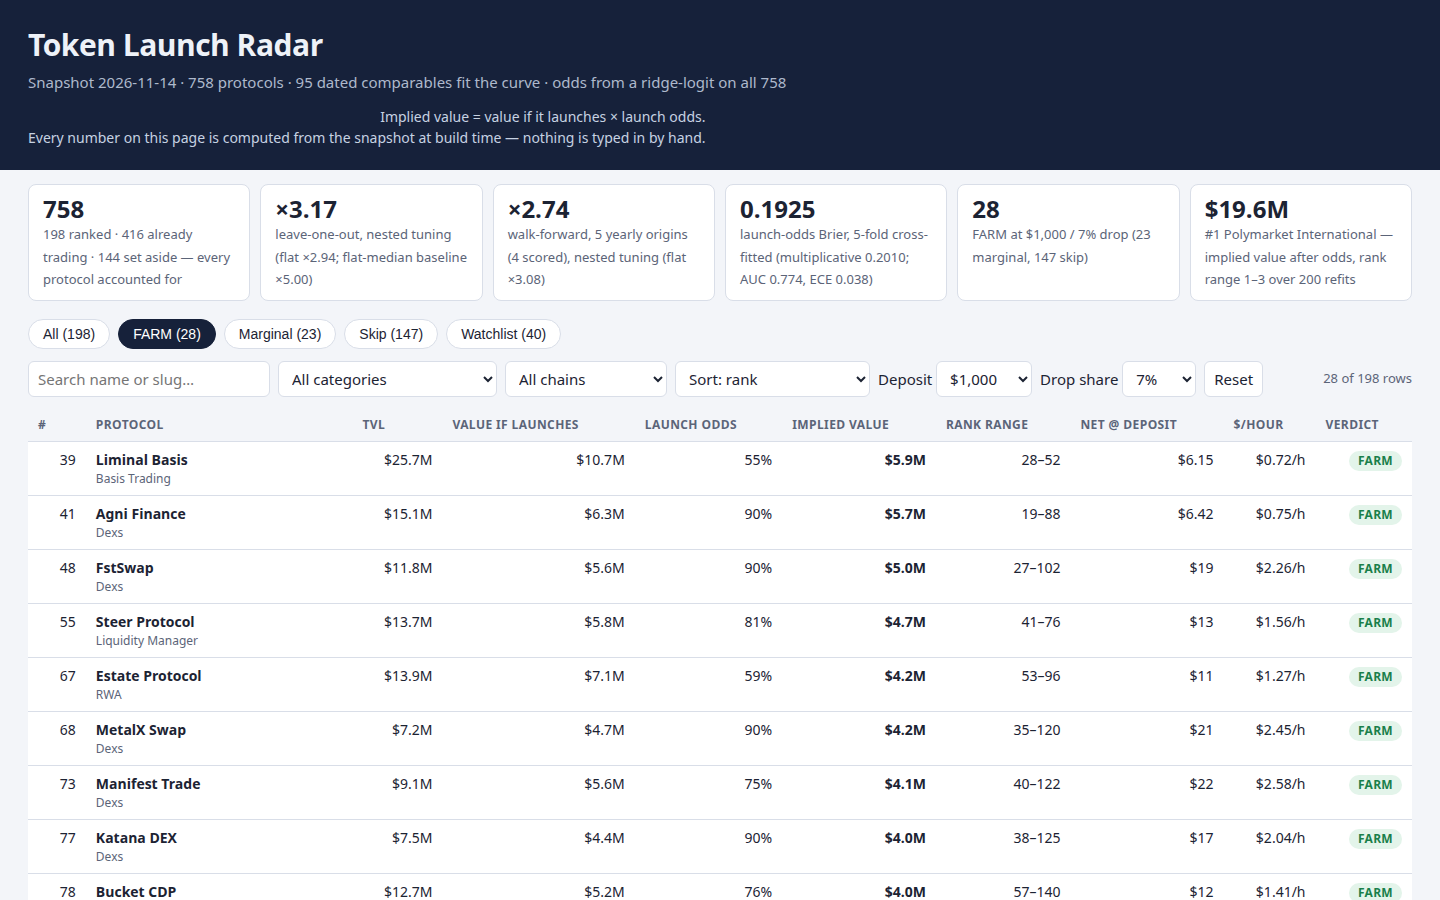 Token Launch Radar
Snapshot 2026-11-14 · 758 protocols · 95 dated comparables fit the curve · odds from a ridge-logit on all 758
Implied value = value if it launches × launch odds.
Every number on this page is computed from the snapshot at build time — nothing is typed in by hand.
758
198 ranked · 416 already
trading · 144 set aside — every
protocol accounted for
×3.17
leave-one-out, nested tuning
(flat ×2.94; flat-median baseline
×5.00)
×2.74
walk-forward, 5 yearly origins
(4 scored), nested tuning (flat
×3.08)
0.1925
launch-odds Brier, 5-fold cross-
fitted (multiplicative 0.2010;
AUC 0.774, ECE 0.038)
28
FARM at $1,000 / 7% drop (23
marginal, 147 skip)
$19.6M
#1 Polymarket International —
implied value after odds, rank
range 1–3 over 200 refits
All (198) FARM (28) Marginal (23) Skip (147) Watchlist (40)
Search name or slug... All categories All chains Sort: rank Deposit $1,000 Drop share 7% Reset 28 of 198 rows
# PROTOCOL TVL VALUE IF LAUNCHES LAUNCH ODDS IMPLIED VALUE RANK RANGE NET @ DEPOSIT $/HOUR VERDICT
39 Liminal Basis $25.7M $10.7M 55% $5.9M 28–52 $6.15 $0.72/h FARM
Basis Trading
41 Agni Finance $15.1M $6.3M 90% $5.7M 19–88 $6.42 $0.75/h FARM
Dexs
48 FstSwap $11.8M $5.6M 90% $5.0M 27–102 $19 $2.26/h FARM
Dexs
55 Steer Protocol $13.7M $5.8M 81% $4.7M 41–76 $13 $1.56/h FARM
Liquidity Manager
67 Estate Protocol $13.9M $7.1M 59% $4.2M 53–96 $11 $1.27/h FARM
RWA
68 MetalX Swap $7.2M $4.7M 90% $4.2M 35–120 $21 $2.45/h FARM
Dexs
73 Manifest Trade $9.1M $5.6M 75% $4.1M 40–122 $22 $2.58/h FARM
Dexs
77 Katana DEX $7.5M $4.4M 90% $4.0M 38–125 $17 $2.04/h FARM
Dexs
78 Bucket CDP $12.7M $5.2M 76% $4.0M 57–140 $12 $1.41/h FARM